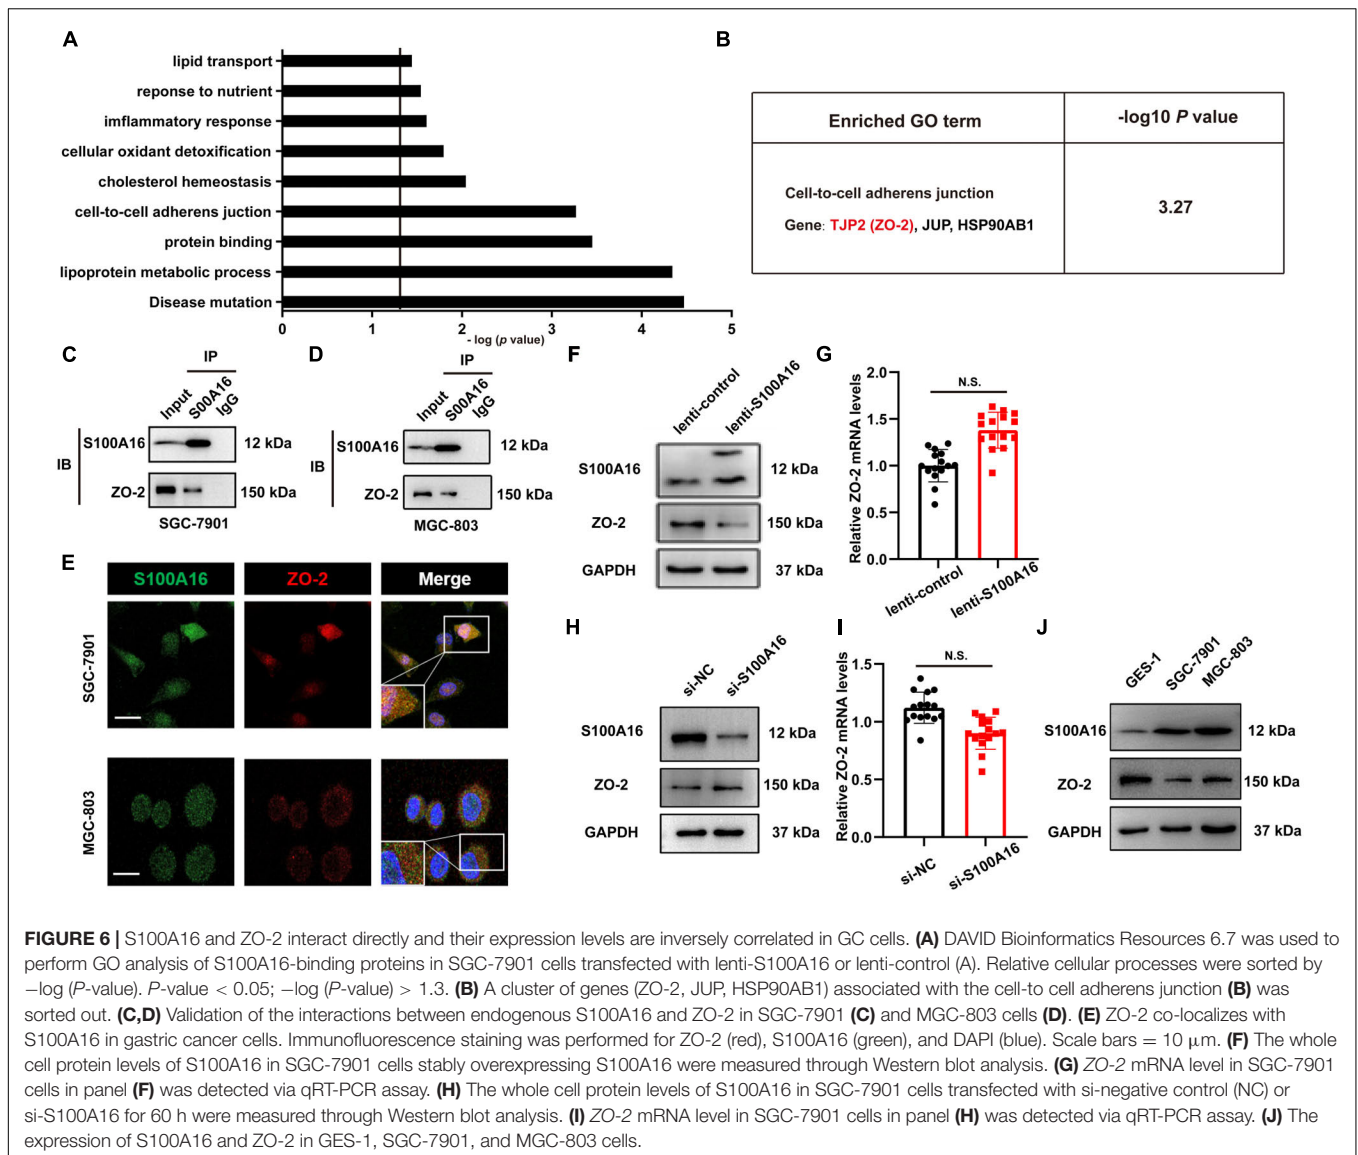 A
lipid transport
reponse to nutrient
imflammatory response
cellular oxidant detoxification
cholesterol hemeostasis
cell-to-cell adherens juction
protein binding
lipoprotein metabolic process
Disease mutation
0 1 2 3 4 5
- log (p value)
B
Enriched GO term -log10 P value
Cell-to-cell adherens junction
Gene: TJP2 (ZO-2), JUP, HSP90AB1
3.27
C
IP
Input S00A16 IgG
IB
S100A16 12 kDa
ZO-2 150 kDa
SGC-7901
D
IP
Input S00A16 IgG
IB
S100A16 12 kDa
ZO-2 150 kDa
MGC-803
E
S100A16 ZO-2 Merge
SGC-7901
MGC-803
F
lenti-control lenti-S100A16
S100A16 12 kDa
ZO-2 150 kDa
GAPDH 37 kDa
G
Relative ZO-2 mRNA levels
2.0
1.5
1.0
0.5
0.0
N.S.
lenti-control lenti-S100A16
H
si-NC si-S100A16
S100A16 12 kDa
ZO-2 150 kDa
GAPDH 37 kDa
I
Relative ZO-2 mRNA levels
1.5
1.0
0.5
0.0
N.S.
si-NC si-S100A16
J
GES-1 SGC-7901 MGC-803
S100A16 12 kDa
ZO-2 150 kDa
GAPDH 37 kDa
FIGURE 6 | S100A16 and ZO-2 interact directly and their expression levels are inversely correlated in GC cells. (A) DAVID Bioinformatics Resources 6.7 was used to
perform GO analysis of S100A16-binding proteins in SGC-7901 cells transfected with lenti-S100A16 or lenti-control (A). Relative cellular processes were sorted by
−log (P-value). P-value < 0.05; −log (P-value) > 1.3. (B) A cluster of genes (ZO-2, JUP, HSP90AB1) associated with the cell-to cell adherens junction (B) was
sorted out. (C,D) Validation of the interactions between endogenous S100A16 and ZO-2 in SGC-7901 (C) and MGC-803 cells (D). (E) ZO-2 co-localizes with
S100A16 in gastric cancer cells. Immunofluorescence staining was performed for ZO-2 (red), S100A16 (green), and DAPI (blue). Scale bars = 10 μm. (F) The whole
cell protein levels of S100A16 in SGC-7901 cells stably overexpressing S100A16 were measured through Western blot analysis. (G) ZO-2 mRNA level in SGC-7901
cells in panel (F) was detected via qRT-PCR assay. (H) The whole cell protein levels of S100A16 in SGC-7901 cells transfected with si-negative control (NC) or
si-S100A16 for 60 h were measured through Western blot analysis. (I) ZO-2 mRNA level in SGC-7901 cells in panel (H) was detected via qRT-PCR assay. (J) The
expression of S100A16 and ZO-2 in GES-1, SGC-7901, and MGC-803 cells.